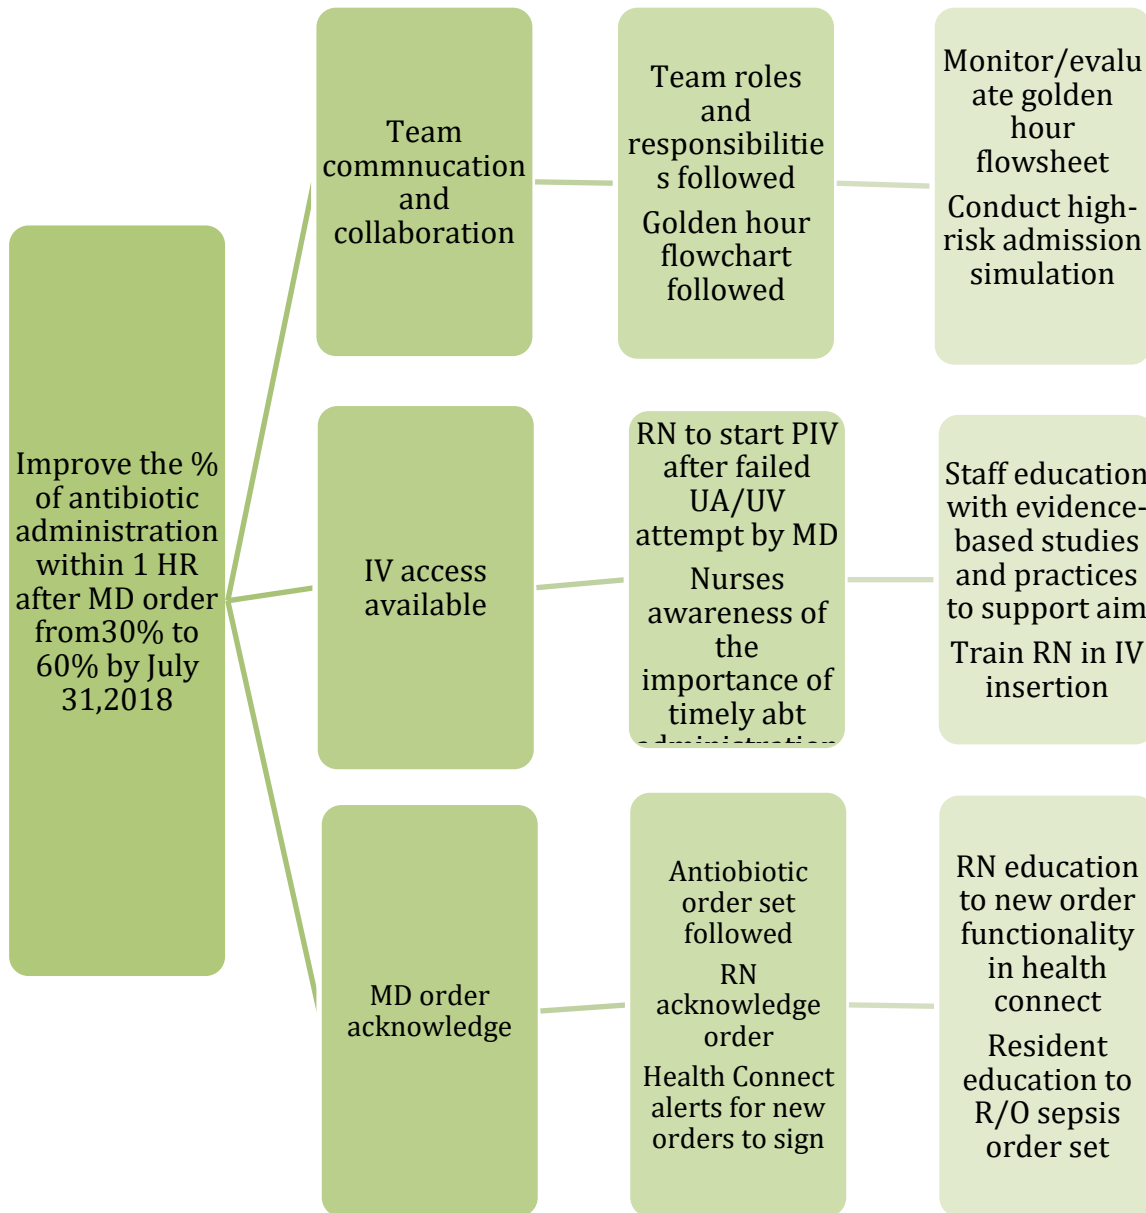 Improve the %
of antibiotic
administration
within 1 HR
after MD order
from30% to
60% by July
31,2018
Team
commnucation
and
collaboration
Team roles
and
responsibilitie
s followed
Golden hour
flowchart
followed
Monitor/evalu
ate golden
hour
flowsheet
Conduct high-
risk admission
simulation
IV access
available
RN to start PIV
after failed
UA/UV
attempt by MD
Nurses
awareness of
the
importance of
timely abt
administration
Staff education
with evidence-
based studies
and practices
to support aim
Train RN in IV
insertion
MD order
acknowledge
Antiobiotic
order set
followed
RN
acknowledge
order
Health Connect
alerts for new
orders to sign
RN education
to new order
functionality
in health
connect
Resident
education to
R/O sepsis
order set